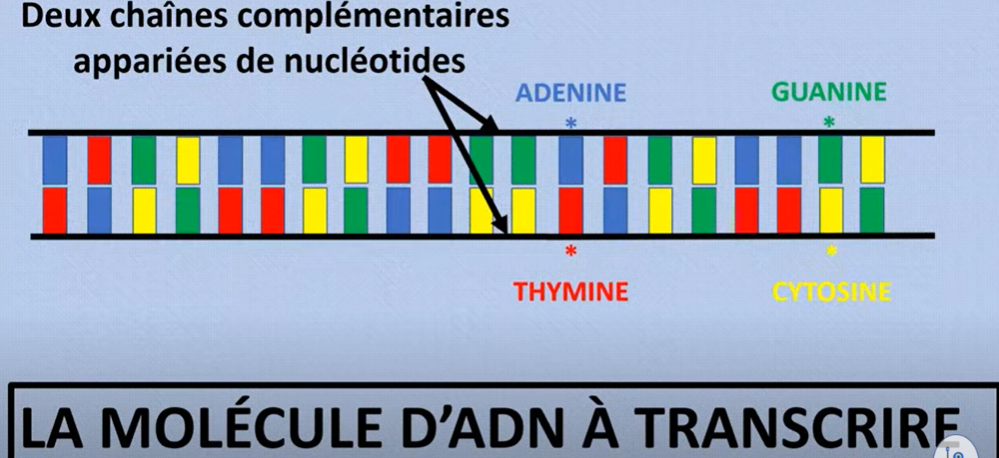 Deux chaînes complémentaires
appariées de nucléotides
ADENINE
GUANINE
*
*
*
*
THYMINE
CYTOSINE
LA MOLÉCULE D'ADN À TRANSCRIRE